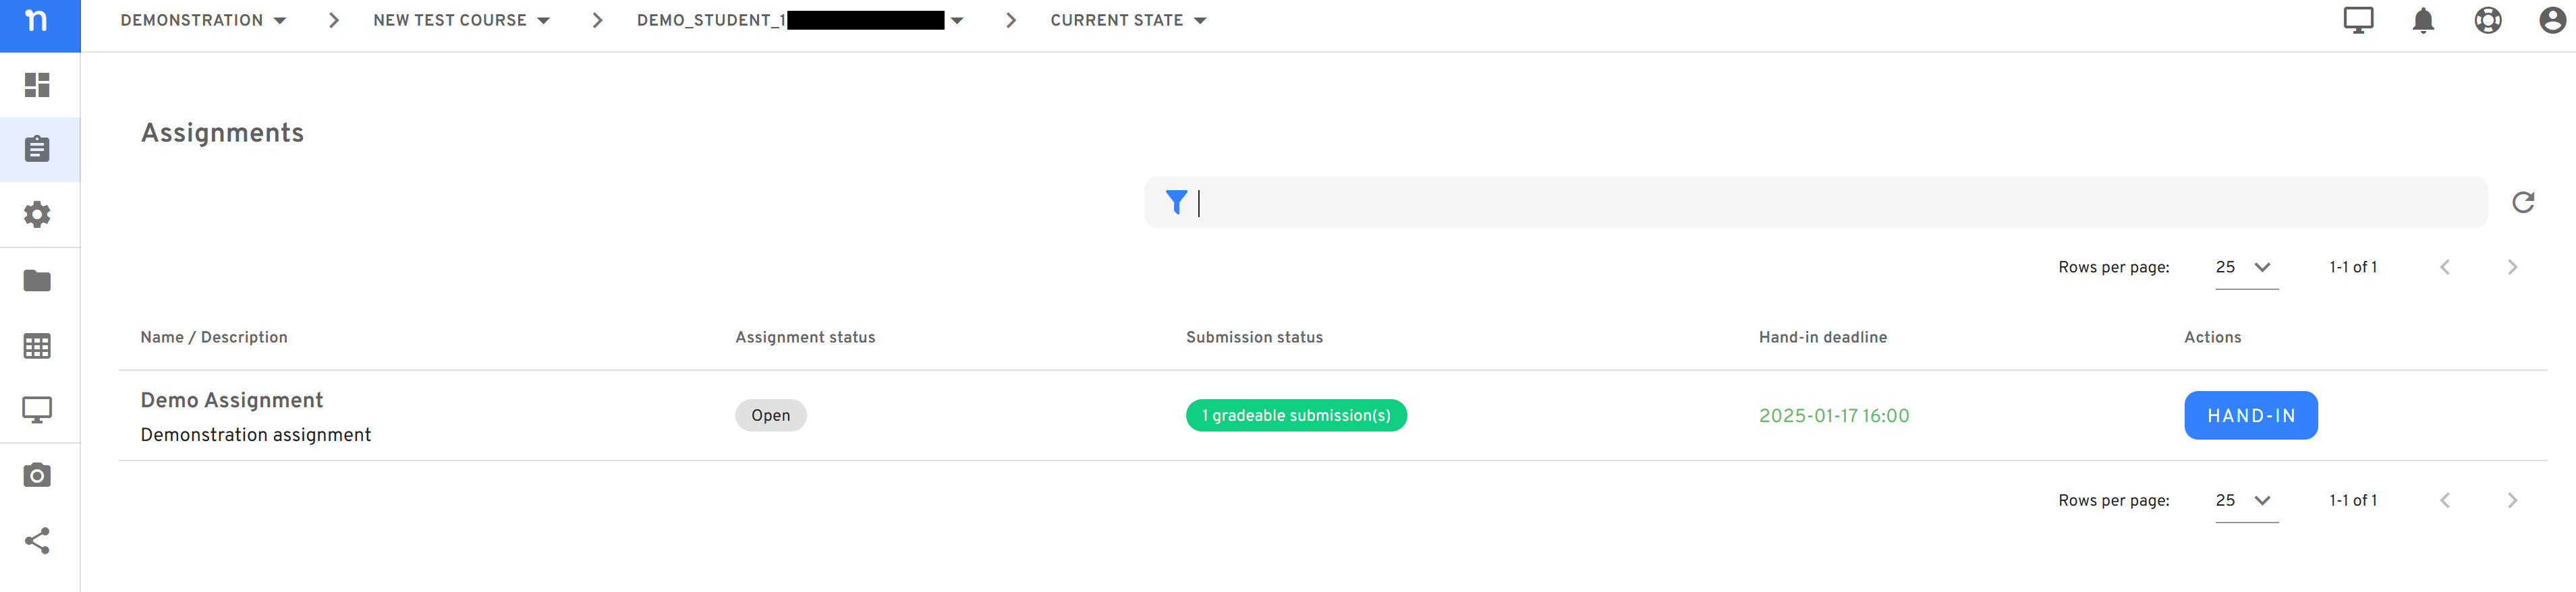 n
DEMONSTRATION NEW TEST COURSE DEMO_STUDENT_1 CURRENT STATE
Assignments
Rows per page: 25 1-1 of 1
Name / Description Assignment status Submission status Hand-in deadline Actions
Demo Assignment
Demonstration assignment
Open 1 gradeable submission(s) 2025-01-17 16:00 HAND-IN
Rows per page: 25 1-1 of 1